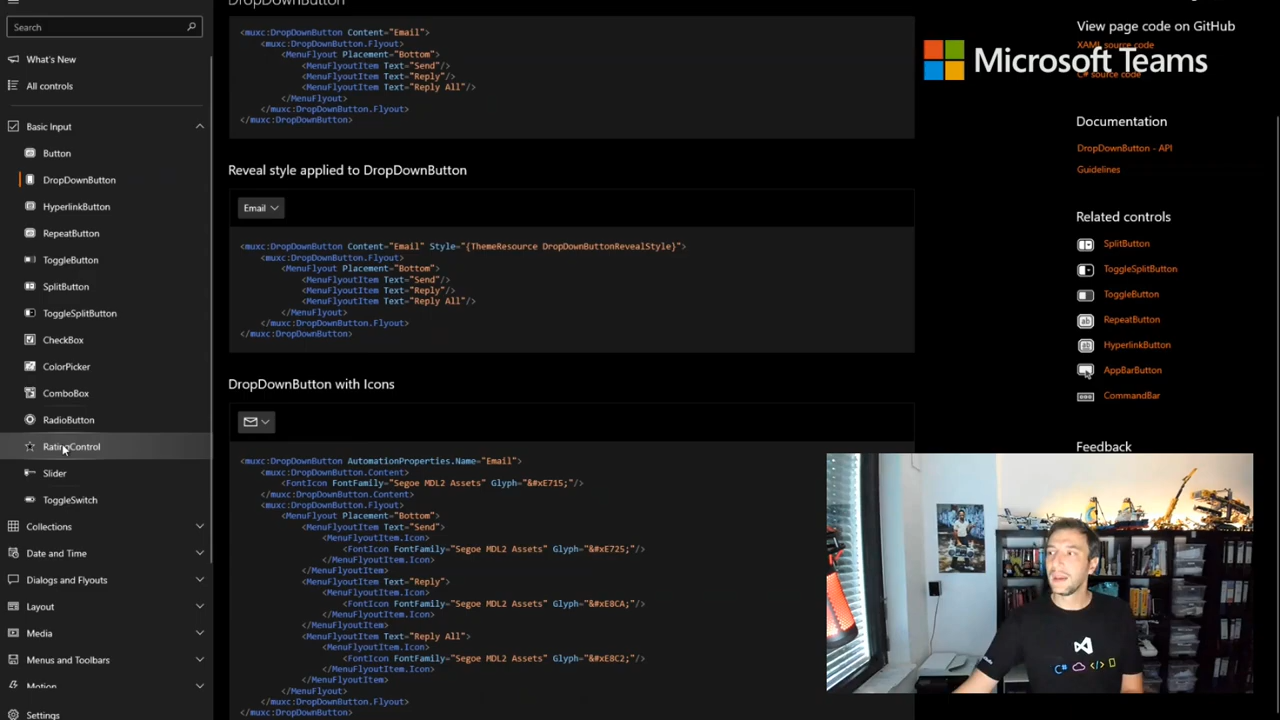 DropDownButton
Search
What's New
All controls
Basic Input
Button
DropDownButton
HyperlinkButton
RepeatButton
ToggleButton
SplitButton
ToggleSplitButton
CheckBox
ColorPicker
ComboBox
RadioButton
RatingControl
Slider
ToggleSwitch
Collections
Date and Time
Dialogs and Flyouts
Layout
Media
Menus and Toolbars
Motion
Settings
<muxc:DropDownButton Content="Email">
<muxc:DropDownButton.Flyout>
<MenuFlyout Placement="Bottom">
<MenuFlyoutItem Text="Send"/>
<MenuFlyoutItem Text="Reply"/>
<MenuFlyoutItem Text="Reply All"/>
</MenuFlyout>
</muxc:DropDownButton.Flyout>
</muxc:DropDownButton>
Reveal style applied to DropDownButton
Email
<muxc:DropDownButton Content="Email" Style="{ThemeResource DropDownButtonRevealStyle}">
<muxc:DropDownButton.Flyout>
<MenuFlyout Placement="Bottom">
<MenuFlyoutItem Text="Send"/>
<MenuFlyoutItem Text="Reply"/>
<MenuFlyoutItem Text="Reply All"/>
</MenuFlyout>
</muxc:DropDownButton.Flyout>
</muxc:DropDownButton>
DropDownButton with Icons
<muxc:DropDownButton AutomationProperties.Name="Email">
<muxc:DropDownButton.Content>
<FontIcon FontFamily="Segoe MDL2 Assets" Glyph="&#xE715;"/>
</muxc:DropDownButton.Content>
<muxc:DropDownButton.Flyout>
<MenuFlyout Placement="Bottom">
<MenuFlyoutItem Text="Send">
<MenuFlyoutItem.Icon>
<FontIcon FontFamily="Segoe MDL2 Assets" Glyph="&#xE725;"/>
</MenuFlyoutItem.Icon>
</MenuFlyoutItem>
<MenuFlyoutItem Text="Reply">
<MenuFlyoutItem.Icon>
<FontIcon FontFamily="Segoe MDL2 Assets" Glyph="&#xE8CA;"/>
</MenuFlyoutItem.Icon>
</MenuFlyoutItem>
<MenuFlyoutItem Text="Reply All">
<MenuFlyoutItem.Icon>
<FontIcon FontFamily="Segoe MDL2 Assets" Glyph="&#xE8C2;"/>
</MenuFlyoutItem.Icon>
</MenuFlyoutItem>
</MenuFlyout>
</muxc:DropDownButton.Flyout>
</muxc:DropDownButton>
View page code on GitHub
XAML source code
Microsoft Teams
C# source code
Documentation
DropDownButton - API
Guidelines
Related controls
SplitButton
ToggleSplitButton
ToggleButton
RepeatButton
HyperlinkButton
AppBarButton
CommandBar
Feedback
C#